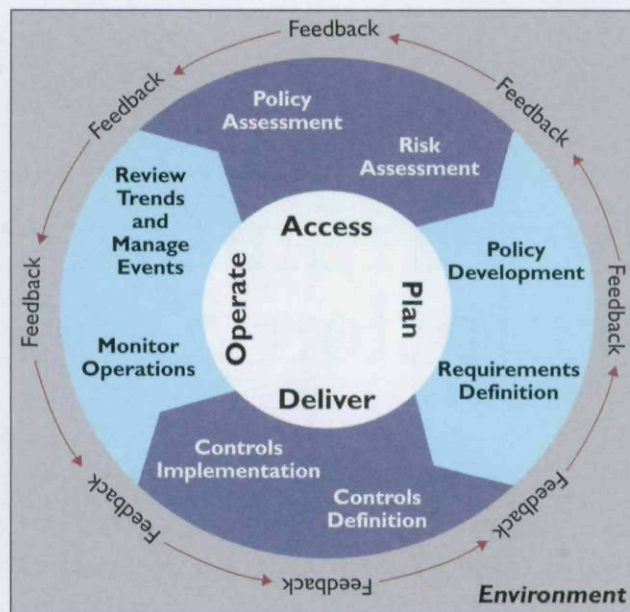 Feedback
Feedback
Feedback
Feedback
Feedback
Feedback
Feedback
Feedback
Policy
Assessment
Risk
Assessment
Review
Trends
and
Manage
Events
Access
Policy
Development
Operate
Plan
Monitor
Operations
Requirements
Definition
Deliver
Controls
Implementation
Controls
Definition
Environment